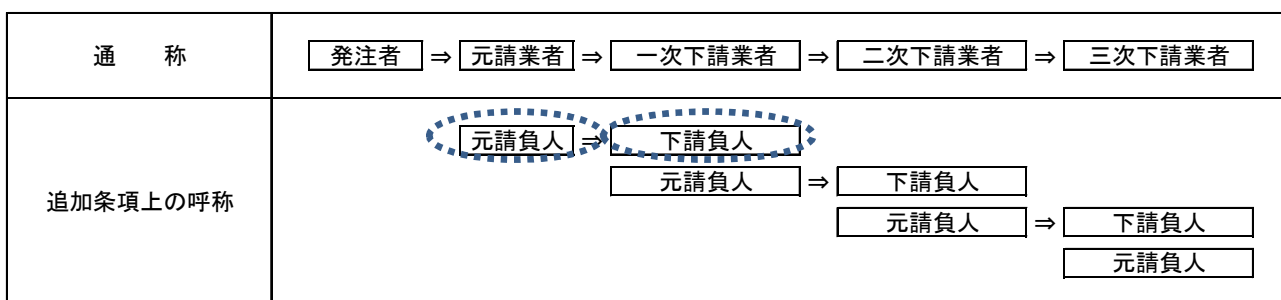 通　　称
発注者 ⇒ 元請業者 ⇒ 一次下請業者 ⇒ 二次下請業者 ⇒ 三次下請業者
追加条項上の呼称
元請負人 ⇒ 下請負人
元請負人 ⇒ 下請負人
元請負人 ⇒ 下請負人
元請負人